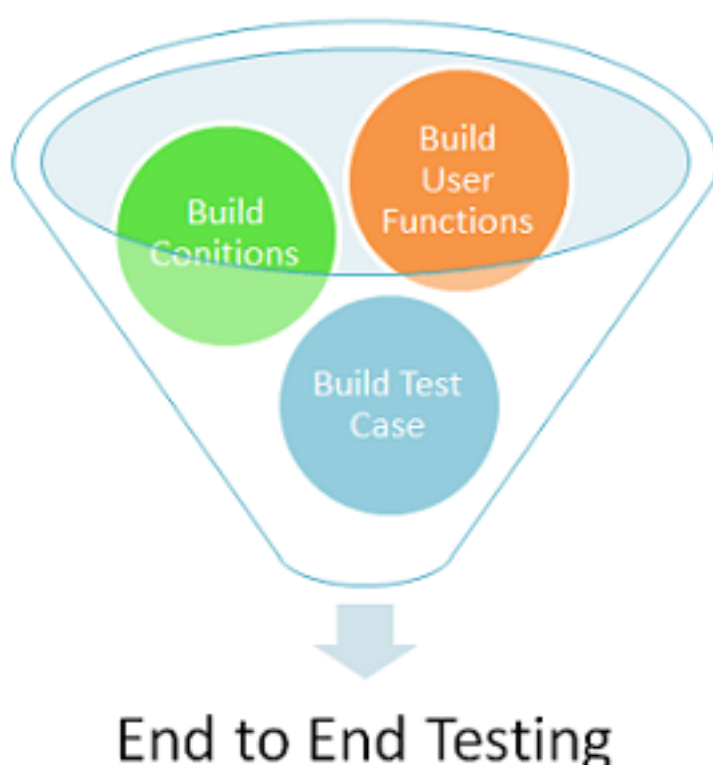 Build
User
Functions
Build
Conitions
Build Test
Case
End to End Testing